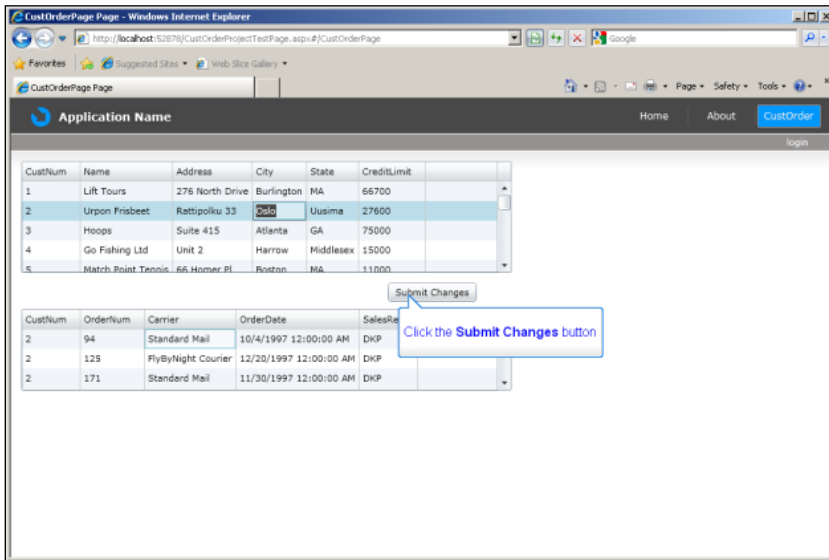 CustOrderPage Page - Windows Internet Explorer
http://localhost:52878/CustOrderProjectTestPage.aspx#/CustOrderPage
Google
Favorites Suggested Sites Web Slice Gallery
CustOrderPage Page
Page Safety Tools
Application Name
Home About CustOrder
login
CustNum Name Address City State CreditLimit
1 Lift Tours 276 North Drive Burlington MA 66700
2 Urpon Frisbeet Rattipolku 33 Oslo Uusima 27600
3 Hoops Suite 415 Atlanta GA 75000
4 Go Fishing Ltd Unit 2 Harrow Middlesex 15000
5 Match Point Tennis 66 Homer Pl Boston MA 11000
Submit Changes
CustNum OrderNum Carrier OrderDate SalesRe
2 94 Standard Mail 10/4/1997 12:00:00 AM DKP
2 125 FlyByNight Courier 12/20/1997 12:00:00 AM DKP
2 171 Standard Mail 11/30/1997 12:00:00 AM DKP
Click the Submit Changes button